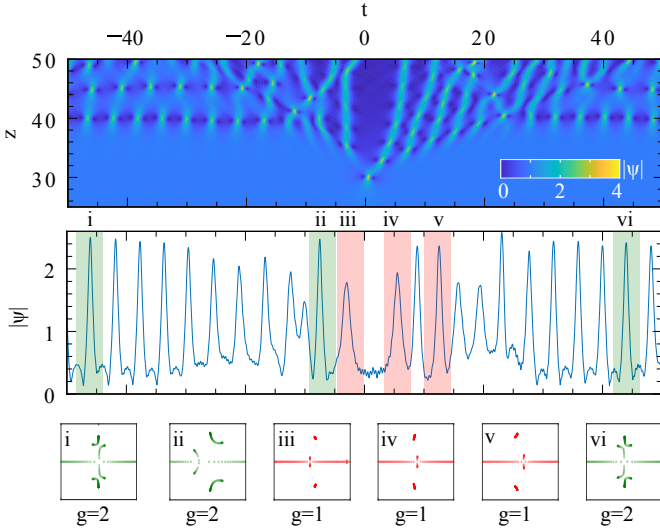 t
−40 −20 0 20 40
50
40
30
z
|ψ|
0 2 4
i ii iii iv v vi
2
1
0
|ψ|
i ii iii iv v vi
g=2 g=2 g=1 g=1 g=1 g=2